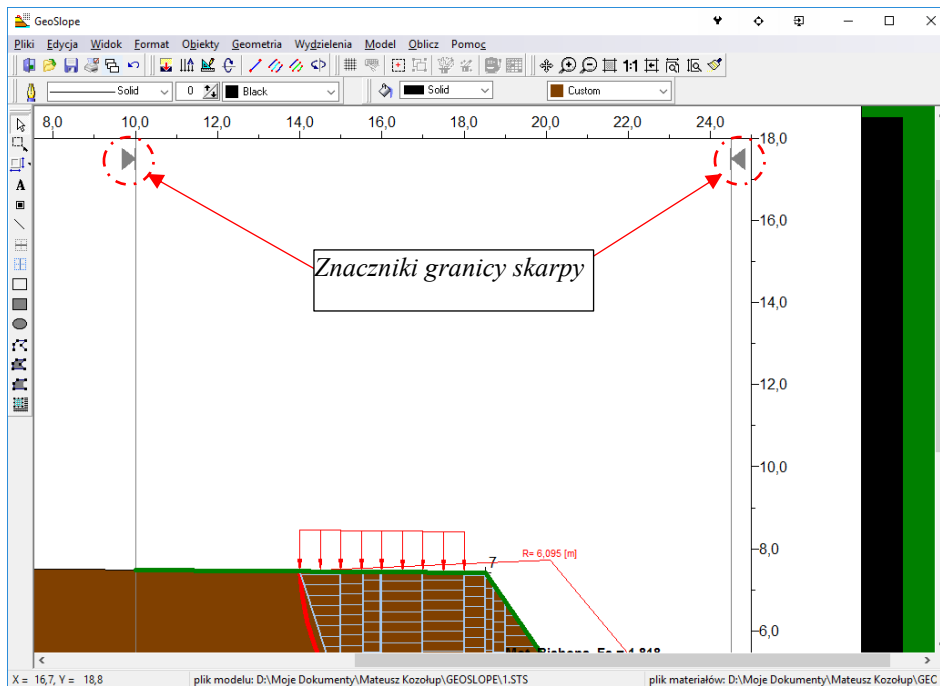 GeoSlope
Pliki Edycja Widok Format Obiekty Geometria Wydzielenia Model Oblicz Pomoc
1:1
Solid 0 Black Solid Custom
A
8,0 10,0 12,0 14,0 16,0 18,0 20,0 22,0 24,0
18,0
16,0
Znaczniki granicy skarpy
14,0
12,0
10,0
8,0
R= 6,095 [m]
7
6,0
X = 16,7, Y = 18,8 plik modelu: D:\Moje Dokumenty\Mateusz Kozołup\GEOSLOPE\1.STS plik materiałów: D:\Moje Dokumenty\Mateusz Kozołup\GEC